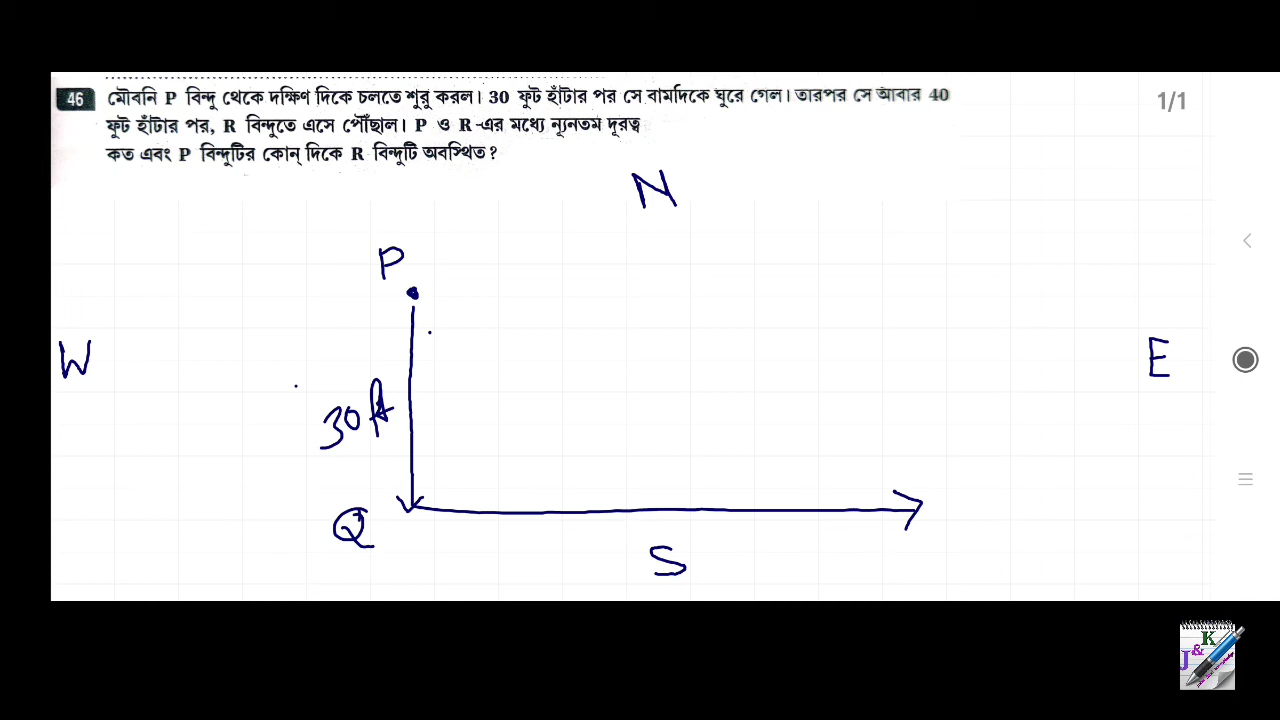 46 মৌবনি P বিন্দু থেকে দক্ষিণ দিকে চলতে শুরু করল। 30 ফুট হাঁটার পর সে বামদিকে ঘুরে গেল। তারপর সে আবার 40
ফুট হাঁটার পর, R বিন্দুতে এসে পৌঁছাল। P ও R-এর মধ্যে ন্যূনতম দূরত্ব
কত এবং P বিন্দুটির কোন্ দিকে R বিন্দুটি অবস্থিত?
1/1
N
P
W
E
30 ft
Q
S
J&K